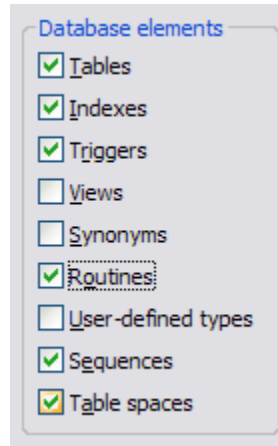 Database elements
Tables
Indexes
Triggers
Views
Synonyms
Routines
User-defined types
Sequences
Table spaces